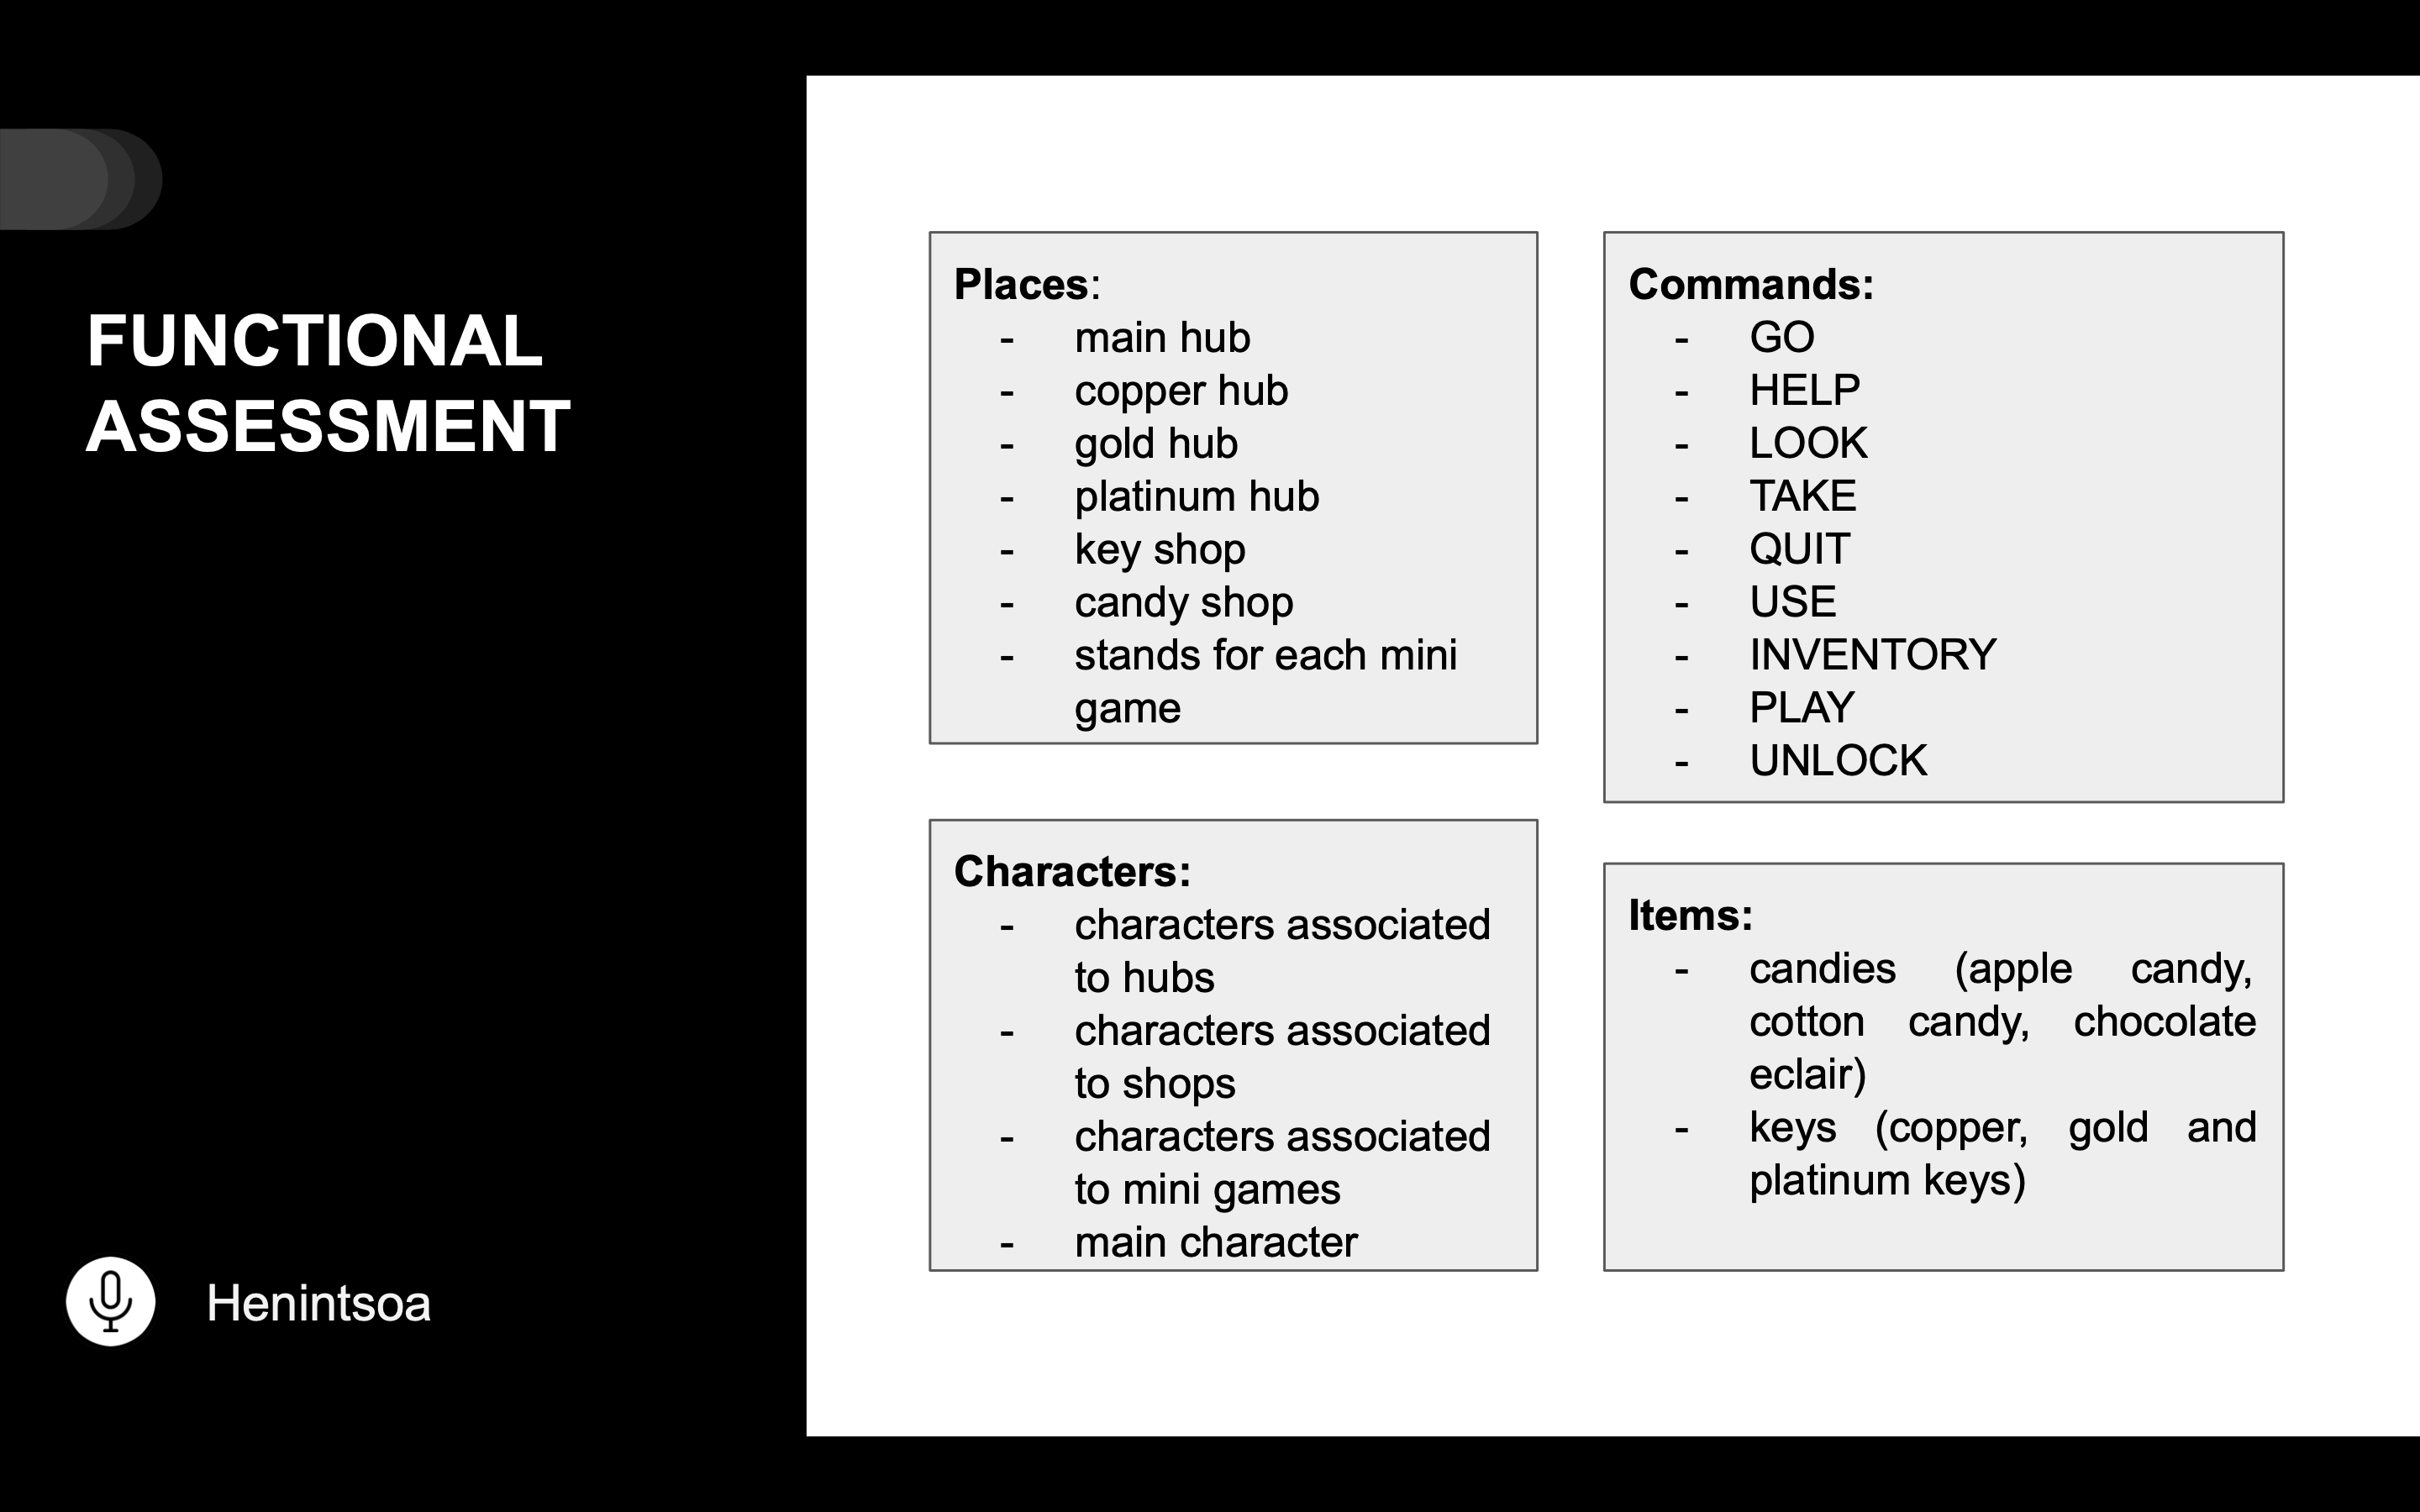 FUNCTIONAL
ASSESSMENT
Henintsoa
Places:
- main hub
- copper hub
- gold hub
- platinum hub
- key shop
- candy shop
- stands for each mini
game
Characters:
- characters associated
to hubs
- characters associated
to shops
- characters associated
to mini games
- main character
Commands:
- GO
- HELP
- LOOK
- TAKE
- QUIT
- USE
- INVENTORY
- PLAY
- UNLOCK
Items:
- candies (apple candy,
cotton candy, chocolate
eclair)
- keys (copper, gold and
platinum keys)